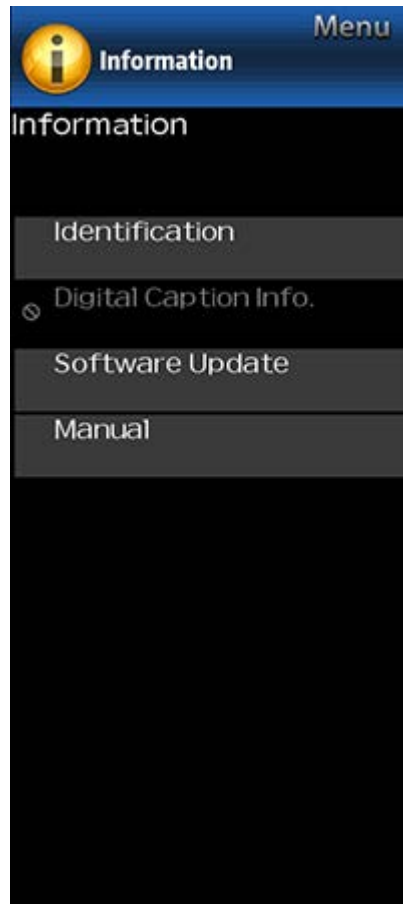 Menu
Information
Information
Identification
Digital Caption Info.
Software Update
Manual